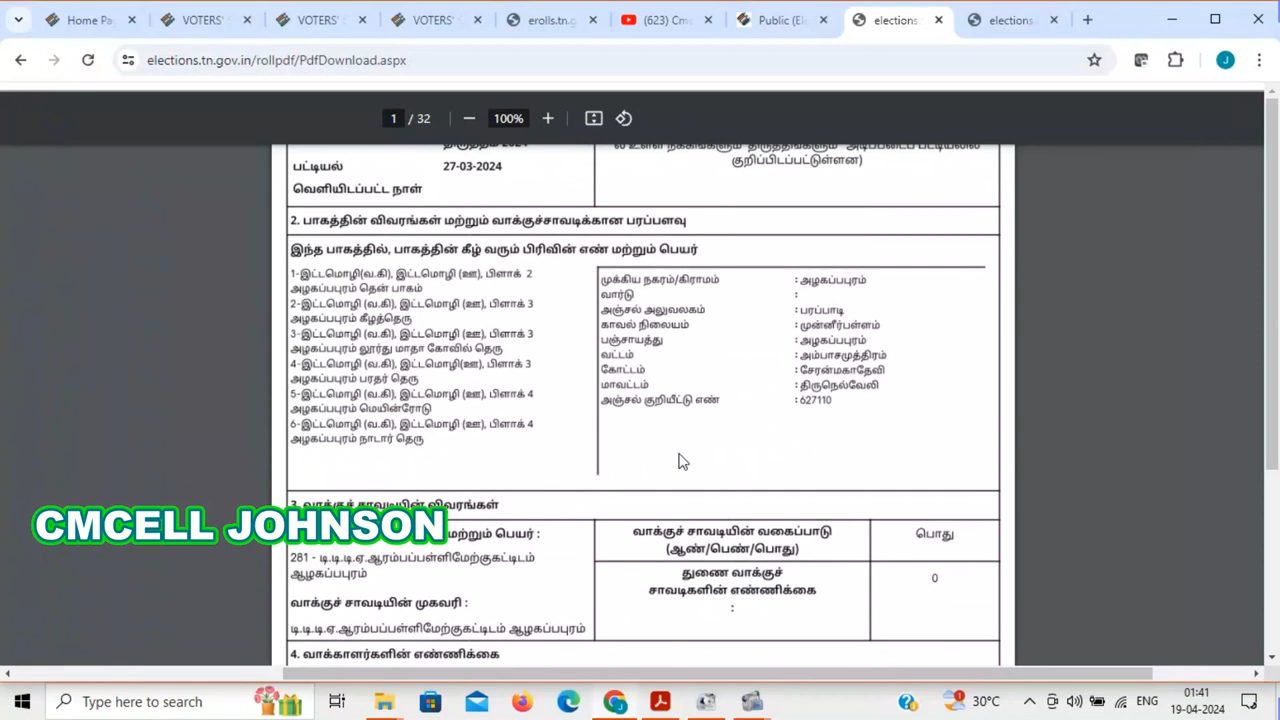 Home Pa
VOTERS'
VOTERS'
VOTERS'
erolls.tn.g
(623) Cmc
Public (Ele
elections.
elections
elections.tn.gov.in/rollpdf/PdfDownload.aspx
J
1 / 32
100%
குறிப்பிடப்பட்டுள்ளன)
பட்டியல் 27-03-2024
வெளியிடப்பட்ட நாள்
2. பாகத்தின் விவரங்கள் மற்றும் வாக்குச்சாவடிக்கான பரப்பளவு
இந்த பாகத்தில், பாகத்தின் கீழ் வரும் பிரிவின் எண் மற்றும் பெயர்
1-இட்டமொழி(வ.கி), இட்டமொழி (ஊ), பிளாக் 2
அழகப்பபுரம் தென் பாகம்
2-இட்டமொழி (வ.கி), இட்டமொழி (ஊ), பிளாக் 3
அழகப்பபுரம் கீழத்தெரு
3-இட்டமொழி (வ.கி), இட்டமொழி (ஊ), பிளாக் 3
அழகப்பபுரம் லூர்து மாதா கோவில் தெரு
4-இட்டமொழி (வ.கி), இட்டமொழி(ஊ), பிளாக் 3
அழகப்பபுரம் பரதர் தெரு
5-இட்டமொழி (வ.கி), இட்டமொழி (ஊ), பிளாக் 4
அழகப்பபுரம் மெயின்ரோடு
6-இட்டமொழி (வ.கி), இட்டமொழி (ஊ), பிளாக் 4
அழகப்பபுரம் நாடார் தெரு
முக்கிய நகரம்/கிராமம் : அழகப்பபுரம்
வார்டு :
அஞ்சல் அலுவலகம் : பரப்பாடி
காவல் நிலையம் : முன்னீர்பள்ளம்
பஞ்சாயத்து : அழகப்பபுரம்
வட்டம் : அம்பாசமுத்திரம்
கோட்டம் : சேரன்மகாதேவி
மாவட்டம் : திருநெல்வேலி
அஞ்சல் குறியீட்டு எண் : 627110
3. வாக்குச் சாவடியின் விவரங்கள்
CMCELL JOHNSON
மற்றும் பெயர் :
281 - டி.டி.டி.ஏ.ஆரம்பப்பள்ளிமேற்குகட்டிடம்
ஆழகப்பபுரம்
வாக்குச் சாவடியின் முகவரி :
டி.டி.டி.ஏ.ஆரம்பப்பள்ளிமேற்குகட்டிடம் ஆழகப்பபுரம்
வாக்குச் சாவடியின் வகைப்பாடு
(ஆண்/பெண்/பொது)
பொது
துணை வாக்குச்
சாவடிகளின் எண்ணிக்கை
:
0
4. வாக்காளர்களின் எண்ணிக்கை
Type here to search
30°C
ENG
01:41
19-04-2024